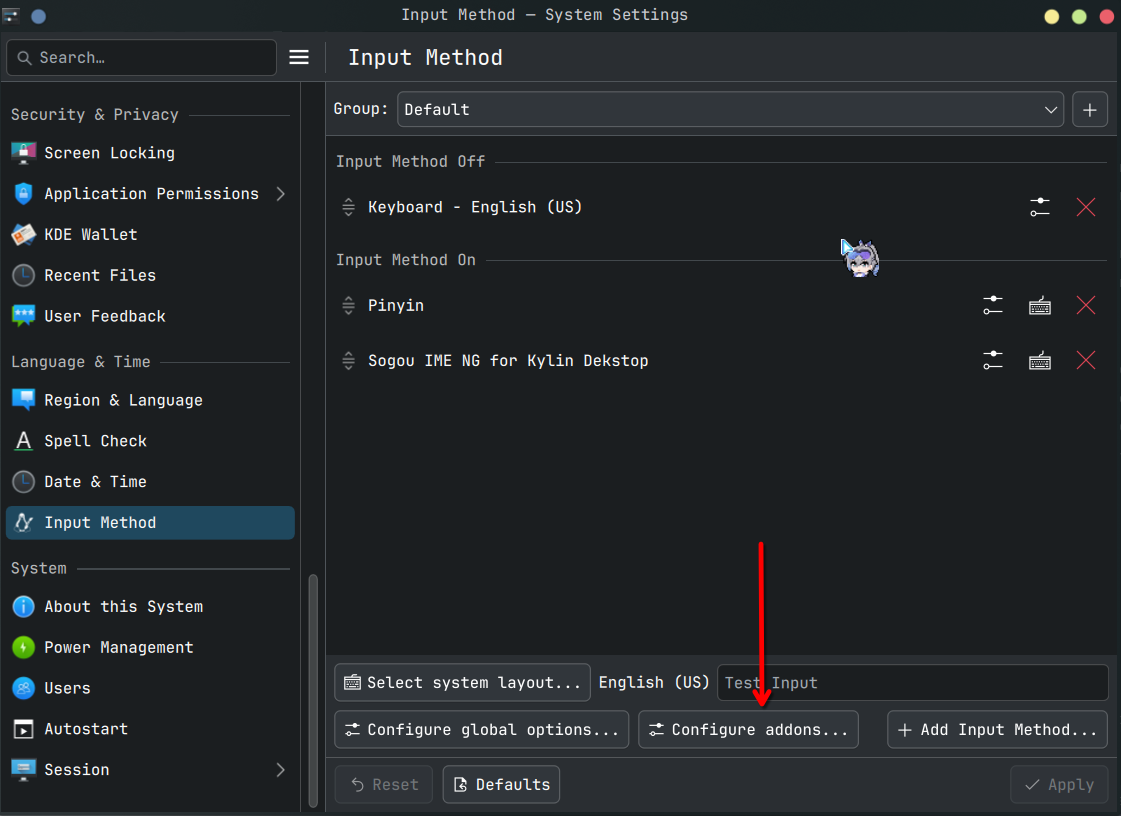 Input Method — System Settings
Search…
Input Method
Security & Privacy
Screen Locking
Application Permissions
KDE Wallet
Recent Files
User Feedback
Language & Time
Region & Language
Spell Check
Date & Time
Input Method
System
About this System
Power Management
Users
Autostart
Session
Group: Default
Input Method Off
Keyboard - English (US)
Input Method On
Pinyin
Sogou IME NG for Kylin Dekstop
Select system layout... English (US) Test Input
Configure global options... Configure addons... Add Input Method...
Reset Defaults Apply